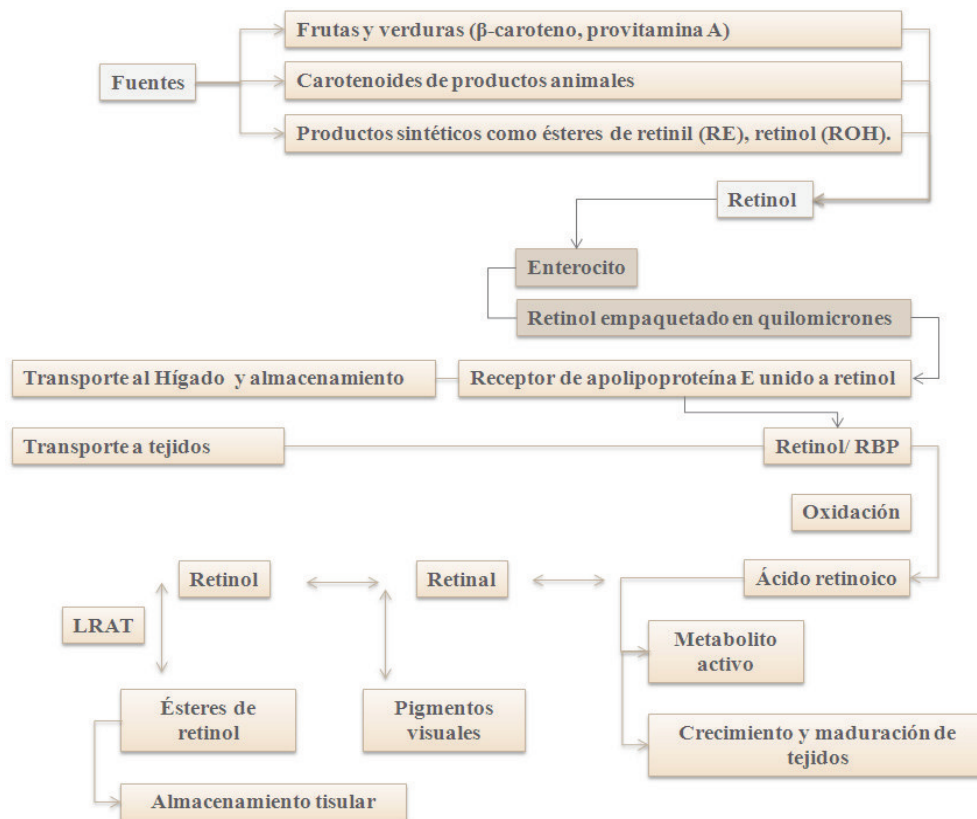 Frutas y verduras (β-caroteno, provitamina A)
Fuentes
Carotenoides de productos animales
Productos sintéticos como ésteres de retinil (RE), retinol (ROH).
Retinol
Enterocito
Retinol empaquetado en quilomicrones
Transporte al Hígado y almacenamiento
Receptor de apolipoproteína E unido a retinol
Transporte a tejidos
Retinol/ RBP
Oxidación
Retinol
Retinal
Ácido retinoico
LRAT
Metabolito
activo
Ésteres de
retinol
Pigmentos
visuales
Crecimiento y maduración de
tejidos
Almacenamiento tisular